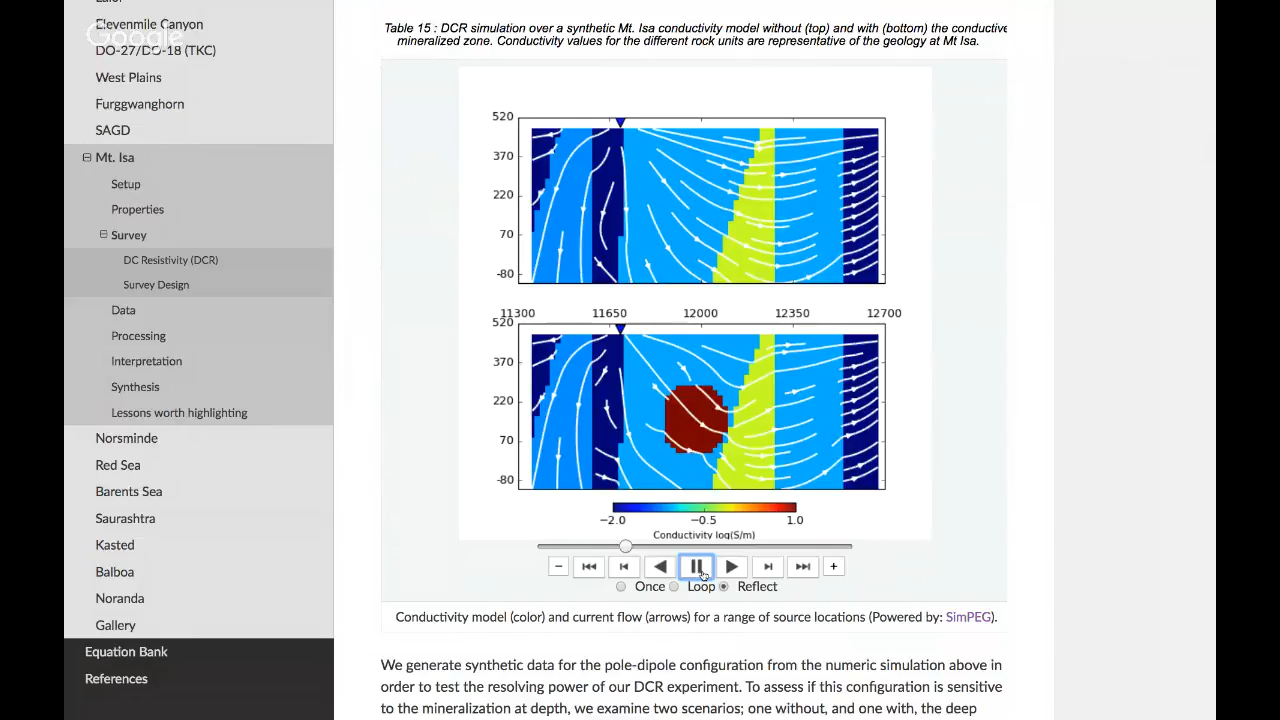 Elevenmile Canyon
Google
DO-27/DO-18 (TKC)
West Plains
Furggwanghorn
SAGD
Mt. Isa
Setup
Properties
Survey
DC Resistivity (DCR)
Survey Design
Data
Processing
Interpretation
Synthesis
Lessons worth highlighting
Norsminde
Red Sea
Barents Sea
Saurashtra
Kasted
Balboa
Noranda
Gallery
Equation Bank
References
Table 15 : DCR simulation over a synthetic Mt. Isa conductivity model without (top) and with (bottom) the conductive
mineralized zone. Conductivity values for the different rock units are representative of the geology at Mt Isa.
520
370
220
70
-80
11300 11650 12000 12350 12700
520
370
220
70
-80
−2.0 −0.5 1.0
Conductivity log(S/m)
Once Loop Reflect
Conductivity model (color) and current flow (arrows) for a range of source locations (Powered by: SimPEG).
We generate synthetic data for the pole-dipole configuration from the numeric simulation above in
order to test the resolving power of our DCR experiment. To assess if this configuration is sensitive
to the mineralization at depth, we examine two scenarios; one without, and one with, the deep